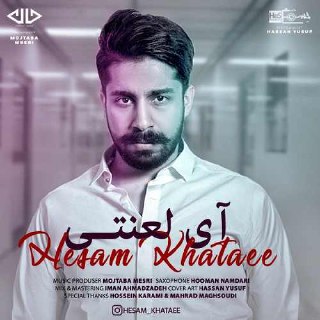 MOJTABA
MESRI
HASSAN YUSUF
آی لعنتی
Hesam Khataee
MUSIC PRODUSER MOJTABA MESRI SAXOPHONE HOOMAN NAMDARI
MIX & MASTERING IMAN AHMADZADEH COVER ART HASSAN YUSUF
SPECIAL THANKS HOSSEIN KARAMI & MAHRAD MAGHSOUDI
HESAM_KHATAEE